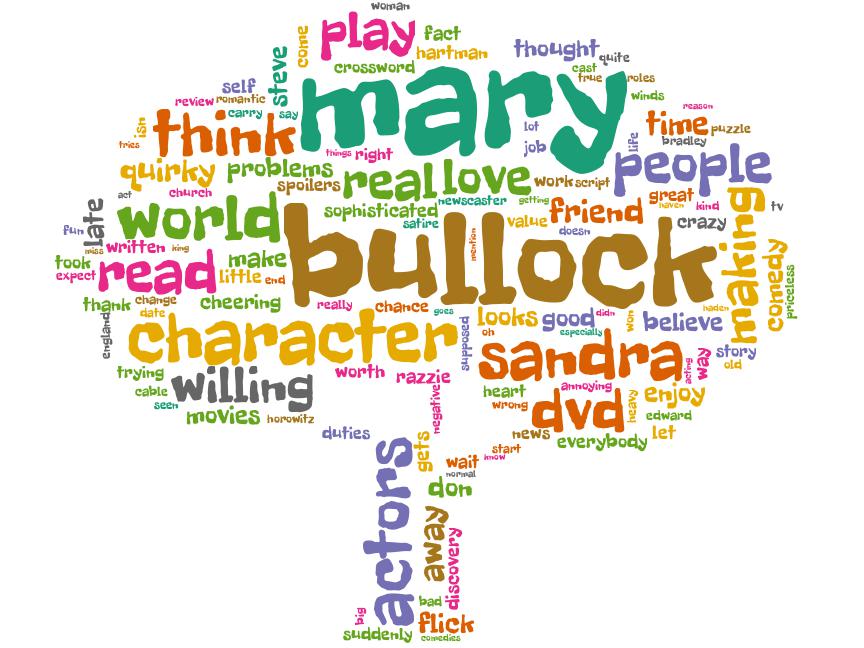 woman
play
fact
come
hartman
thought
quite
steve
crossword
cast
true
roles
self
many
winds
review
romantic
carry
say
reason
isn
think
lot
time
puzzle
tries
things
right
job
life
bradley
quirky
problems
real
love
people
spoilers
work
script
act
church
newscaster
getting
great
haven
kind
tv
late
world
sophisticated
satire
value
friend
crazy
fun
bullock
doesn
making
miss
written
king
mention
took
read
make
comedy
expect
little
end
priceless
thank
change
cheering
really
chance
goes
looks
good
didn
haden
date
england
character
supposed
oh
especially
won
believe
sandra
acting
way
story
old
trying
willing
worth
razzie
cable
heart
annoying
enjoy
seen
movies
horowitz
negative
wrong
dvd
heavy
edward
duties
news
everybody
let
actors
gets
wait
start
know
normal
don
away
discovery
big
bad
flick
suddenly
comedies